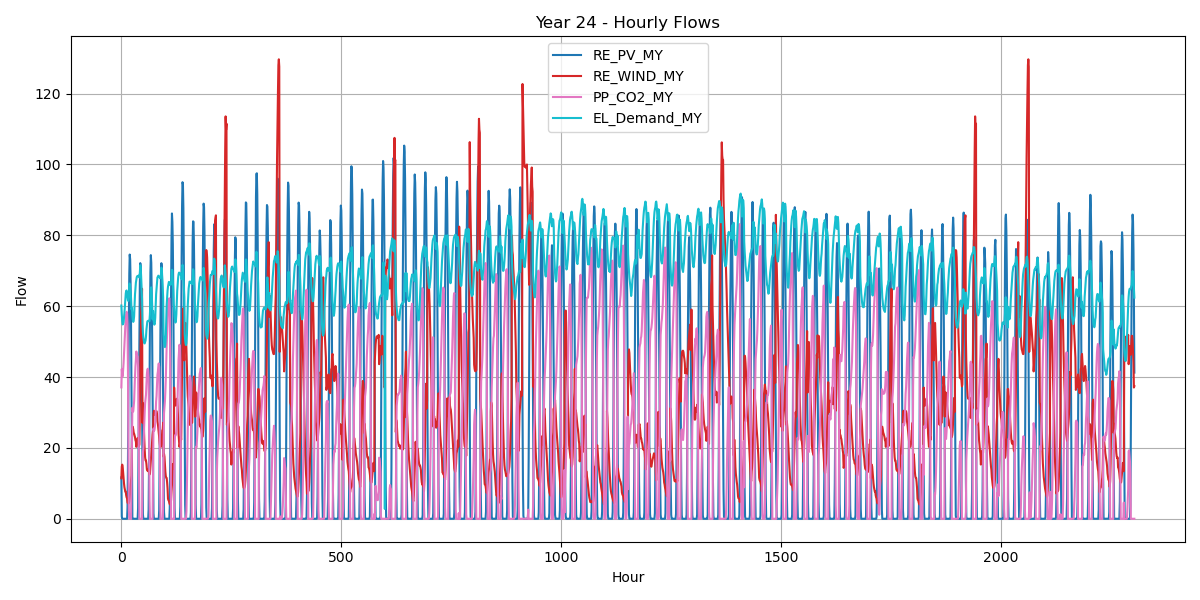 Year 24 - Hourly Flows
RE_PV_MY
RE_WIND_MY
PP_CO2_MY
EL_Demand_MY
Flow
120
100
80
60
40
20
0
0 500 1000 1500 2000
Hour